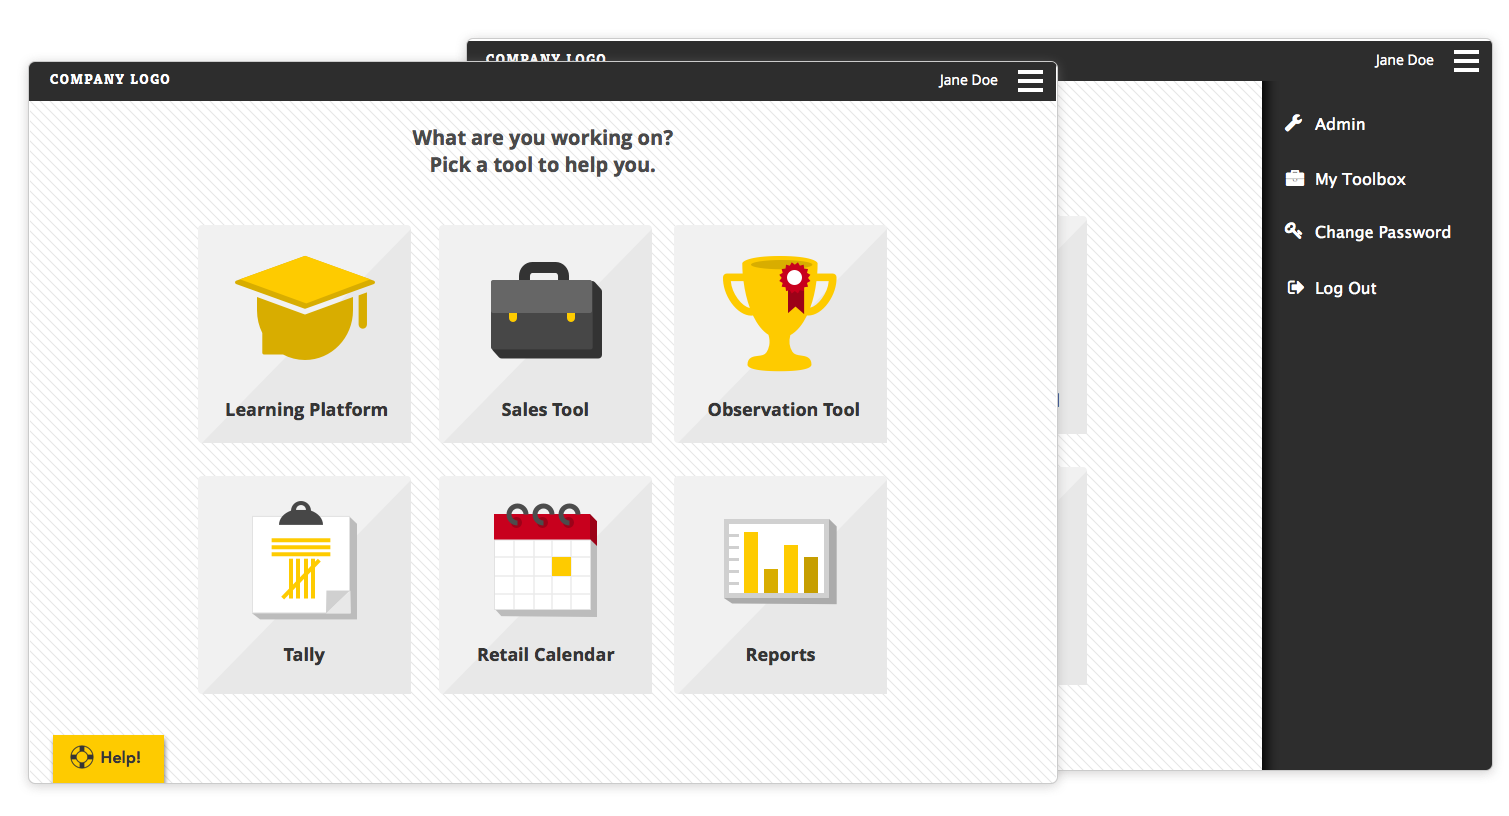 COMPANY LOGO
Jane Doe
COMPANY LOGO
Jane Doe
What are you working on?
Pick a tool to help you.
Learning Platform
Sales Tool
Observation Tool
Tally
Retail Calendar
Reports
Help!
Admin
My Toolbox
Change Password
Log Out